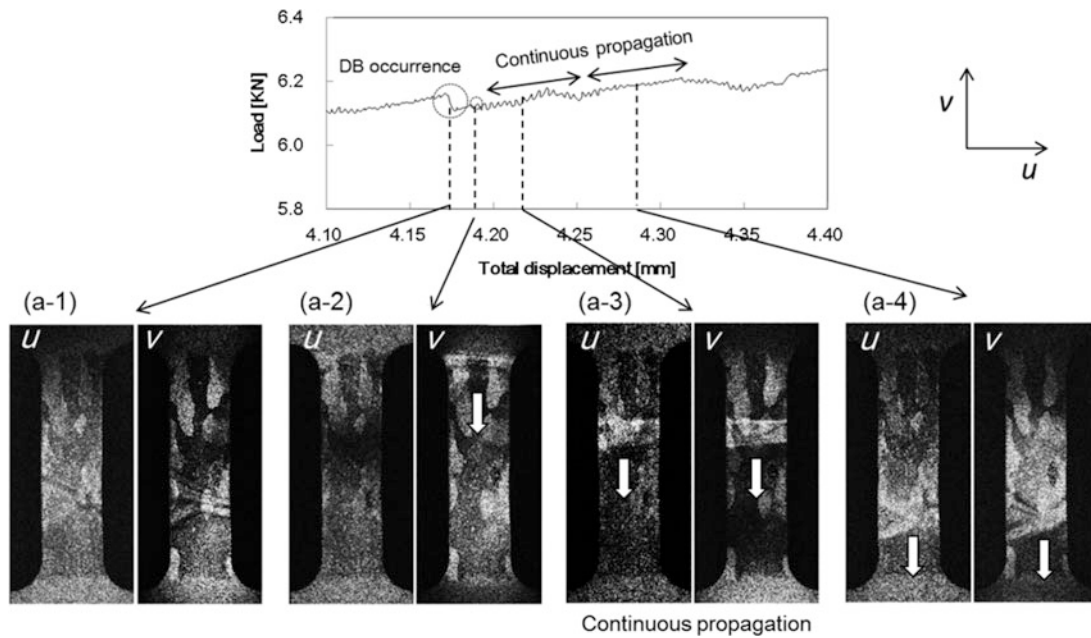 6.4
6.2
6.0
5.8
Load [KN]
DB occurrence
Continuous propagation
4.10 4.15 4.20 4.25 4.30 4.35 4.40
Total displacement [mm]
v
u
(a-1) (a-2) (a-3) (a-4)
u v u v u v u v
Continuous propagation